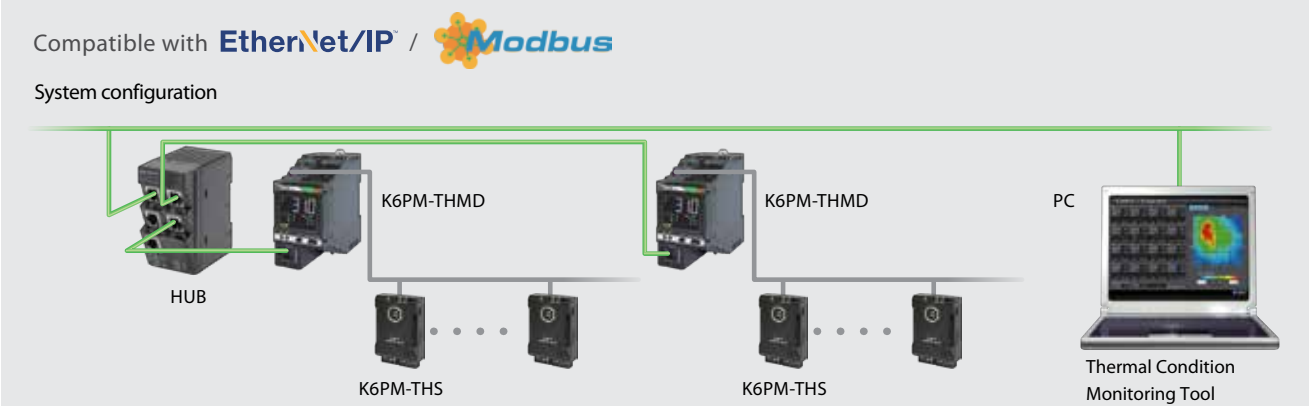 Compatible with EtherNet/IP™ / Modbus
System configuration
K6PM-THMD
K6PM-THMD
PC
HUB
K6PM-THS
K6PM-THS
Thermal Condition
Monitoring Tool